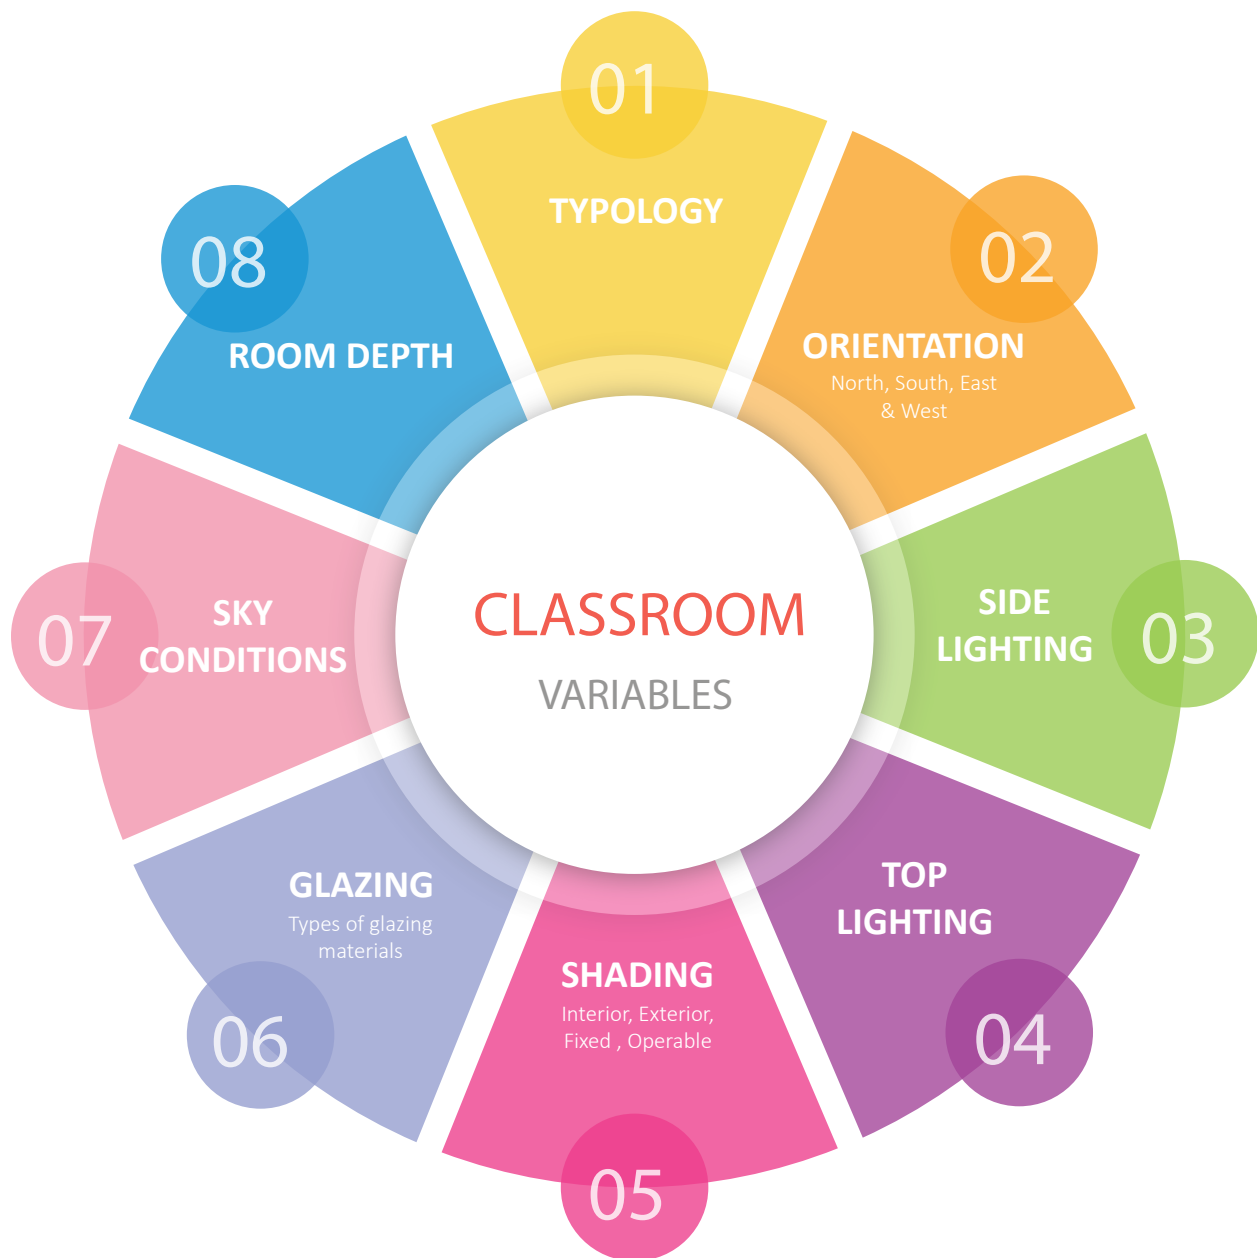 01
TYPOLOGY
02
ORIENTATION
North, South, East
& West
03
SIDE
LIGHTING
04
TOP
LIGHTING
05
SHADING
Interior, Exterior,
Fixed , Operable
06
GLAZING
Types of glazing
materials
07
SKY
CONDITIONS
08
ROOM DEPTH
CLASSROOM
VARIABLES